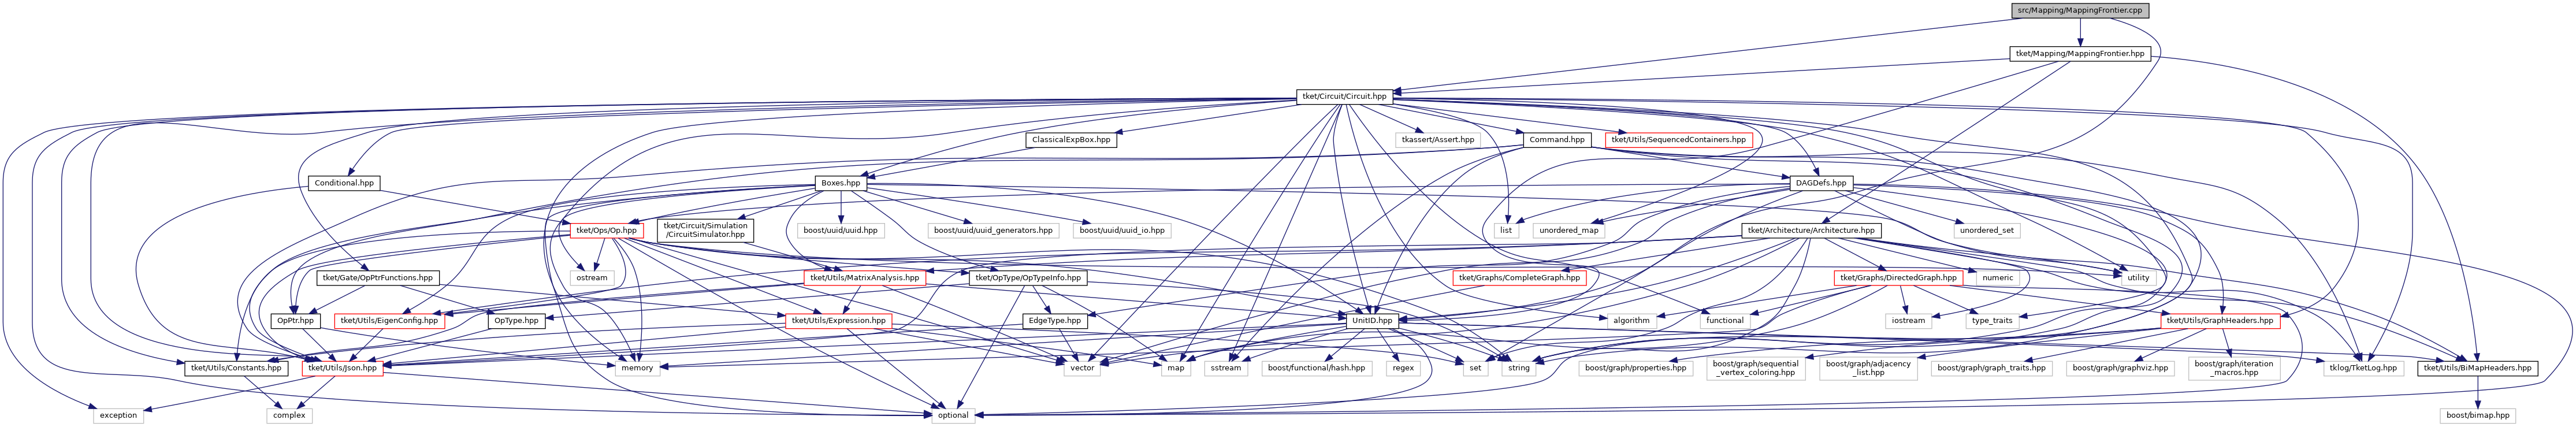 src/Mapping/MappingFrontier.cpp
tket/Mapping/MappingFrontier.hpp
tket/Circuit/Circuit.hpp
ClassicalExpBox.hpp
tkassert/Assert.hpp
Command.hpp
tket/Utils/SequencedContainers.hpp
Conditional.hpp
Boxes.hpp
DAGDefs.hpp
tket/Ops/Op.hpp
tket/Circuit/Simulation
/CircuitSimulator.hpp
boost/uuid/uuid.hpp
boost/uuid/uuid_generators.hpp
boost/uuid/uuid_io.hpp
list
unordered_map
tket/Architecture/Architecture.hpp
unordered_set
tket/Gate/OpPtrFunctions.hpp
ostream
tket/Utils/MatrixAnalysis.hpp
tket/OpType/OpTypeInfo.hpp
tket/Graphs/CompleteGraph.hpp
tket/Graphs/DirectedGraph.hpp
numeric
utility
OpPtr.hpp
tket/Utils/EigenConfig.hpp
OpType.hpp
tket/Utils/Expression.hpp
EdgeType.hpp
UnitID.hpp
algorithm
functional
iostream
type_traits
tket/Utils/GraphHeaders.hpp
tket/Utils/Constants.hpp
tket/Utils/Json.hpp
memory
vector
map
sstream
boost/functional/hash.hpp
regex
set
string
boost/graph/properties.hpp
boost/graph/sequential
_vertex_coloring.hpp
boost/graph/adjacency
_list.hpp
boost/graph/graph_traits.hpp
boost/graph/graphviz.hpp
boost/graph/iteration
_macros.hpp
tklog/TketLog.hpp
tket/Utils/BiMapHeaders.hpp
exception
complex
optional
boost/bimap.hpp